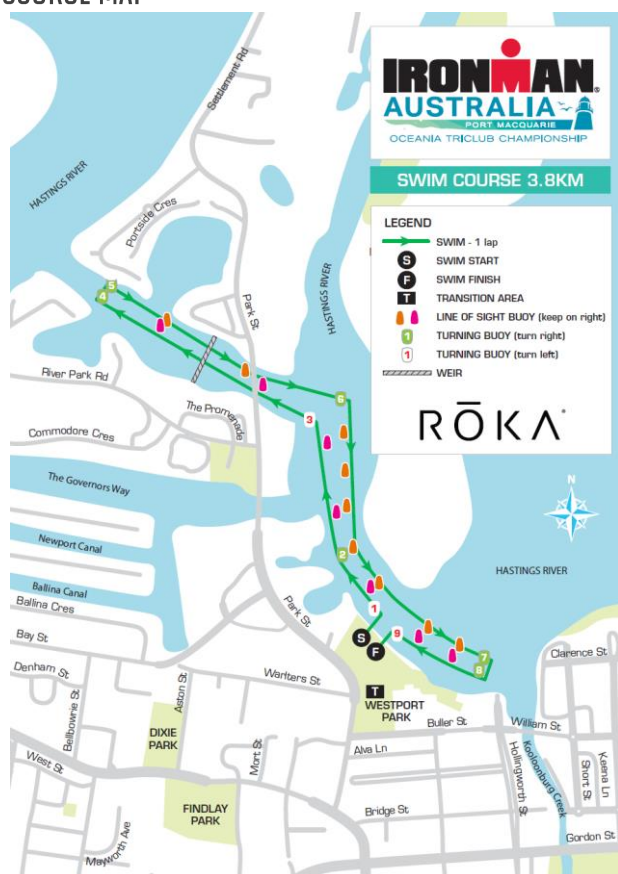 COURSE MAP
IRONMAN®
AUSTRALIA
PORT MACQUARIE
OCEANIA TRICLUB CHAMPIONSHIP
SWIM COURSE 3.8KM
LEGEND
SWIM - 1 lap
S SWIM START
F SWIM FINISH
T TRANSITION AREA
LINE OF SIGHT BUOY (keep on right)
1 TURNING BUOY (turn right)
1 TURNING BUOY (turn left)
WEIR
RŌKA®
N
Settlement Rd
HASTINGS RIVER
Portside Cres
Park St
HASTINGS RIVER
5
4
6
3
River Park Rd
The Promenade
Commodore Cres
The Governors Way
Newport Canal
Ballina Canal
Ballina Cres
Bay St
2
HASTINGS RIVER
Park St
1
9
S
F
7
8
Denham St
Bellbowrie St
Aston St
Warlters St
T
WESTPORT
PARK
Clarence St
DIXIE
PARK
Buller St
William St
West St
Mort St
Alva Ln
Hollingworth St
Kooloonbung Creek
Short St
Keena Ln
FINDLAY
PARK
Bridge St
Gordon St
Mayworth Ave